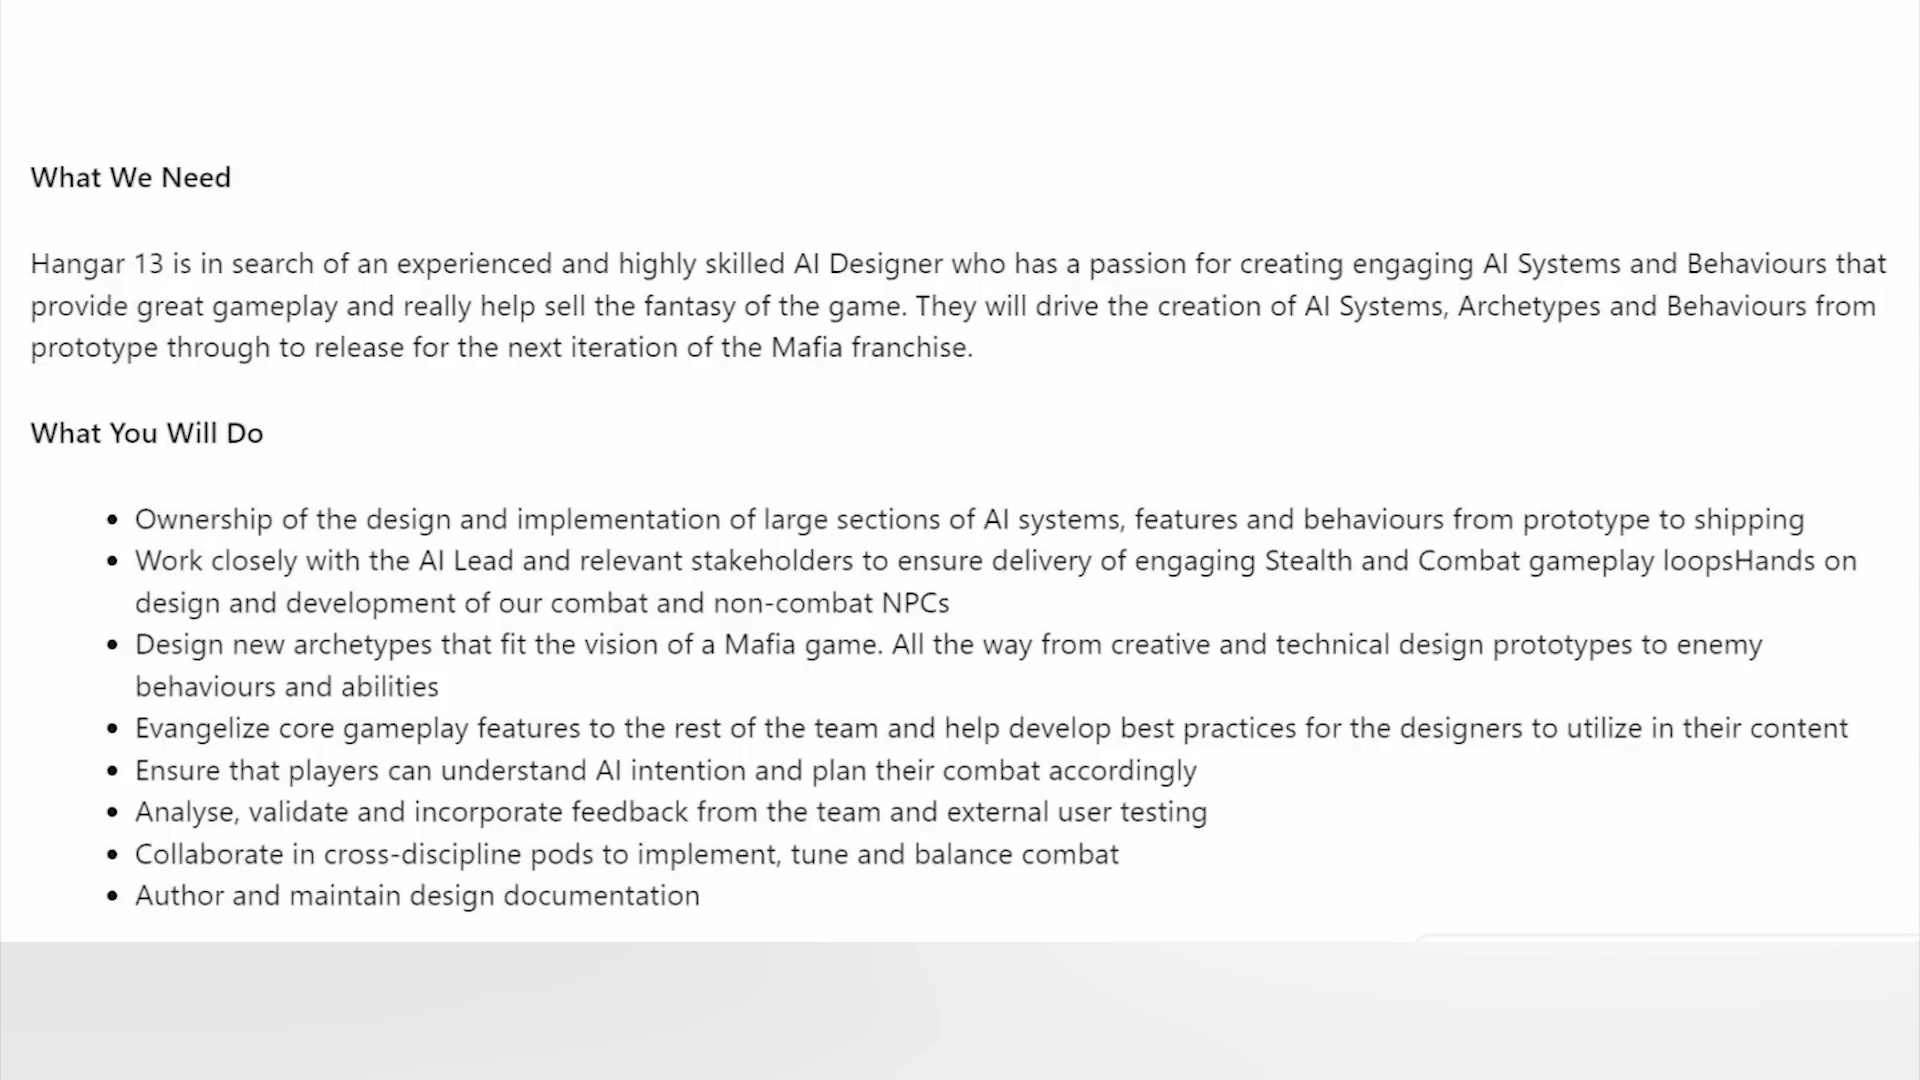 What We Need
Hangar 13 is in search of an experienced and highly skilled AI Designer who has a passion for creating engaging AI Systems and Behaviours that
provide great gameplay and really help sell the fantasy of the game. They will drive the creation of AI Systems, Archetypes and Behaviours from
prototype through to release for the next iteration of the Mafia franchise.
What You Will Do
• Ownership of the design and implementation of large sections of AI systems, features and behaviours from prototype to shipping
• Work closely with the AI Lead and relevant stakeholders to ensure delivery of engaging Stealth and Combat gameplay loopsHands on
design and development of our combat and non-combat NPCs
• Design new archetypes that fit the vision of a Mafia game. All the way from creative and technical design prototypes to enemy
behaviours and abilities
• Evangelize core gameplay features to the rest of the team and help develop best practices for the designers to utilize in their content
• Ensure that players can understand AI intention and plan their combat accordingly
• Analyse, validate and incorporate feedback from the team and external user testing
• Collaborate in cross-discipline pods to implement, tune and balance combat
• Author and maintain design documentation